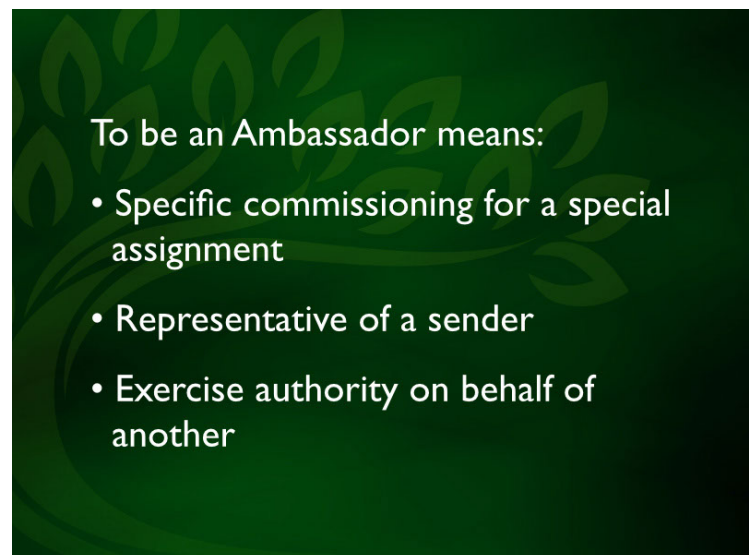 To be an Ambassador means:
• Specific commissioning for a special
assignment
• Representative of a sender
• Exercise authority on behalf of
another